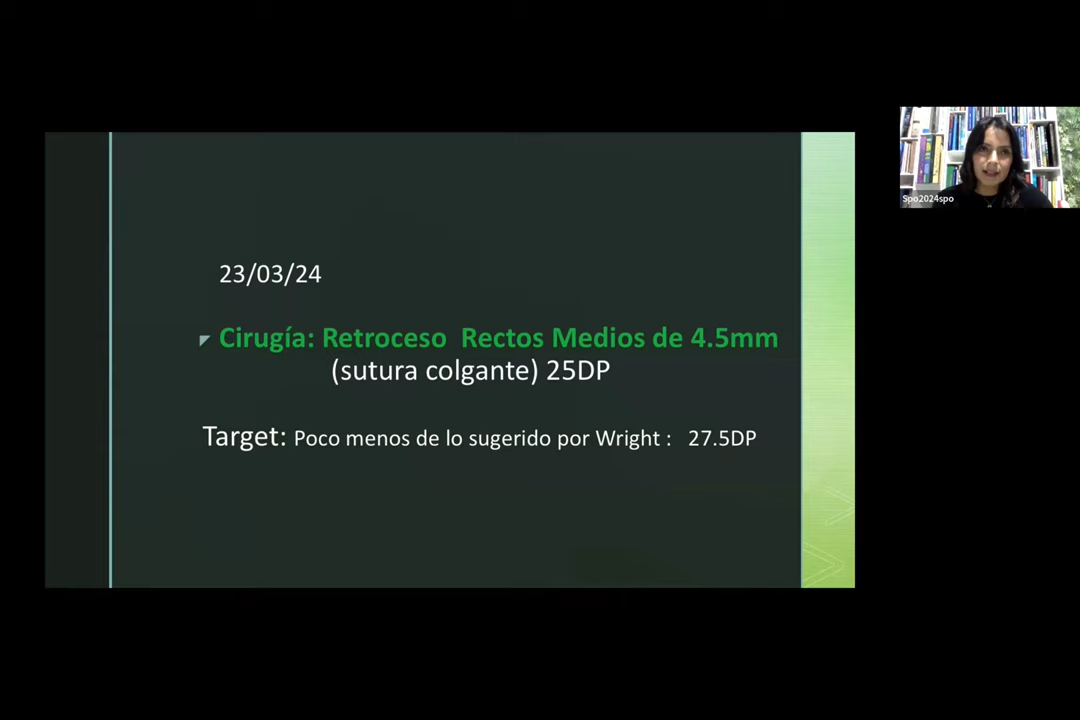 23/03/24
Cirugía: Retroceso Rectos Medios de 4.5mm
(sutura colgante) 25DP
Target: Poco menos de lo sugerido por Wright : 27.5DP
Spo2024spo